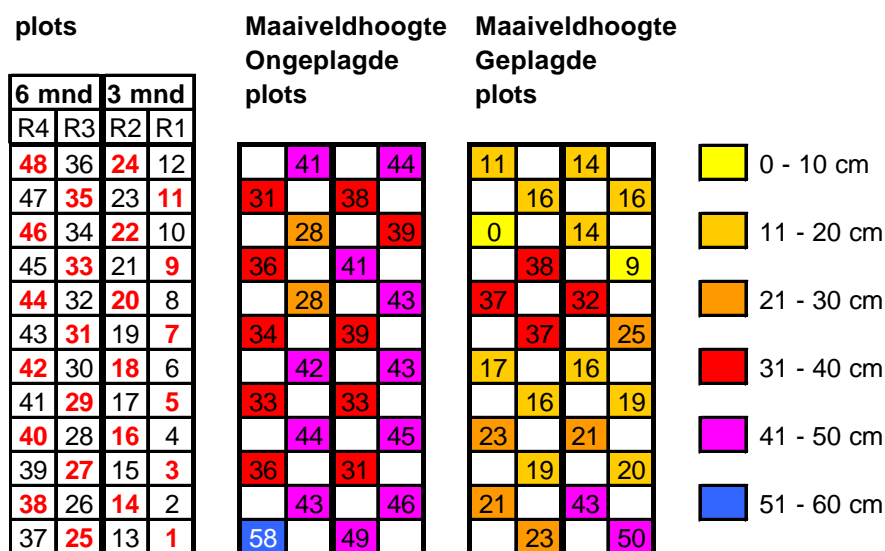 plots Maaiveldhoogte Maaiveldhoogte
Ongeplagde Geplagde
6 mnd 3 mnd plots plots
R4 R3 R2 R1
48 36 24 12 41 44 11 14 0 - 10 cm
47 35 23 11 31 38 16 16
46 34 22 10 28 39 0 14 11 - 20 cm
45 33 21 9 36 41 38 9
44 32 20 8 28 43 37 32 21 - 30 cm
43 31 19 7 34 39 37 25
42 30 18 6 42 43 17 16 31 - 40 cm
41 29 17 5 33 33 16 19
40 28 16 4 44 45 23 21 41 - 50 cm
39 27 15 3 36 31 19 20
38 26 14 2 43 46 21 43 51 - 60 cm
37 25 13 1 58 49 23 50